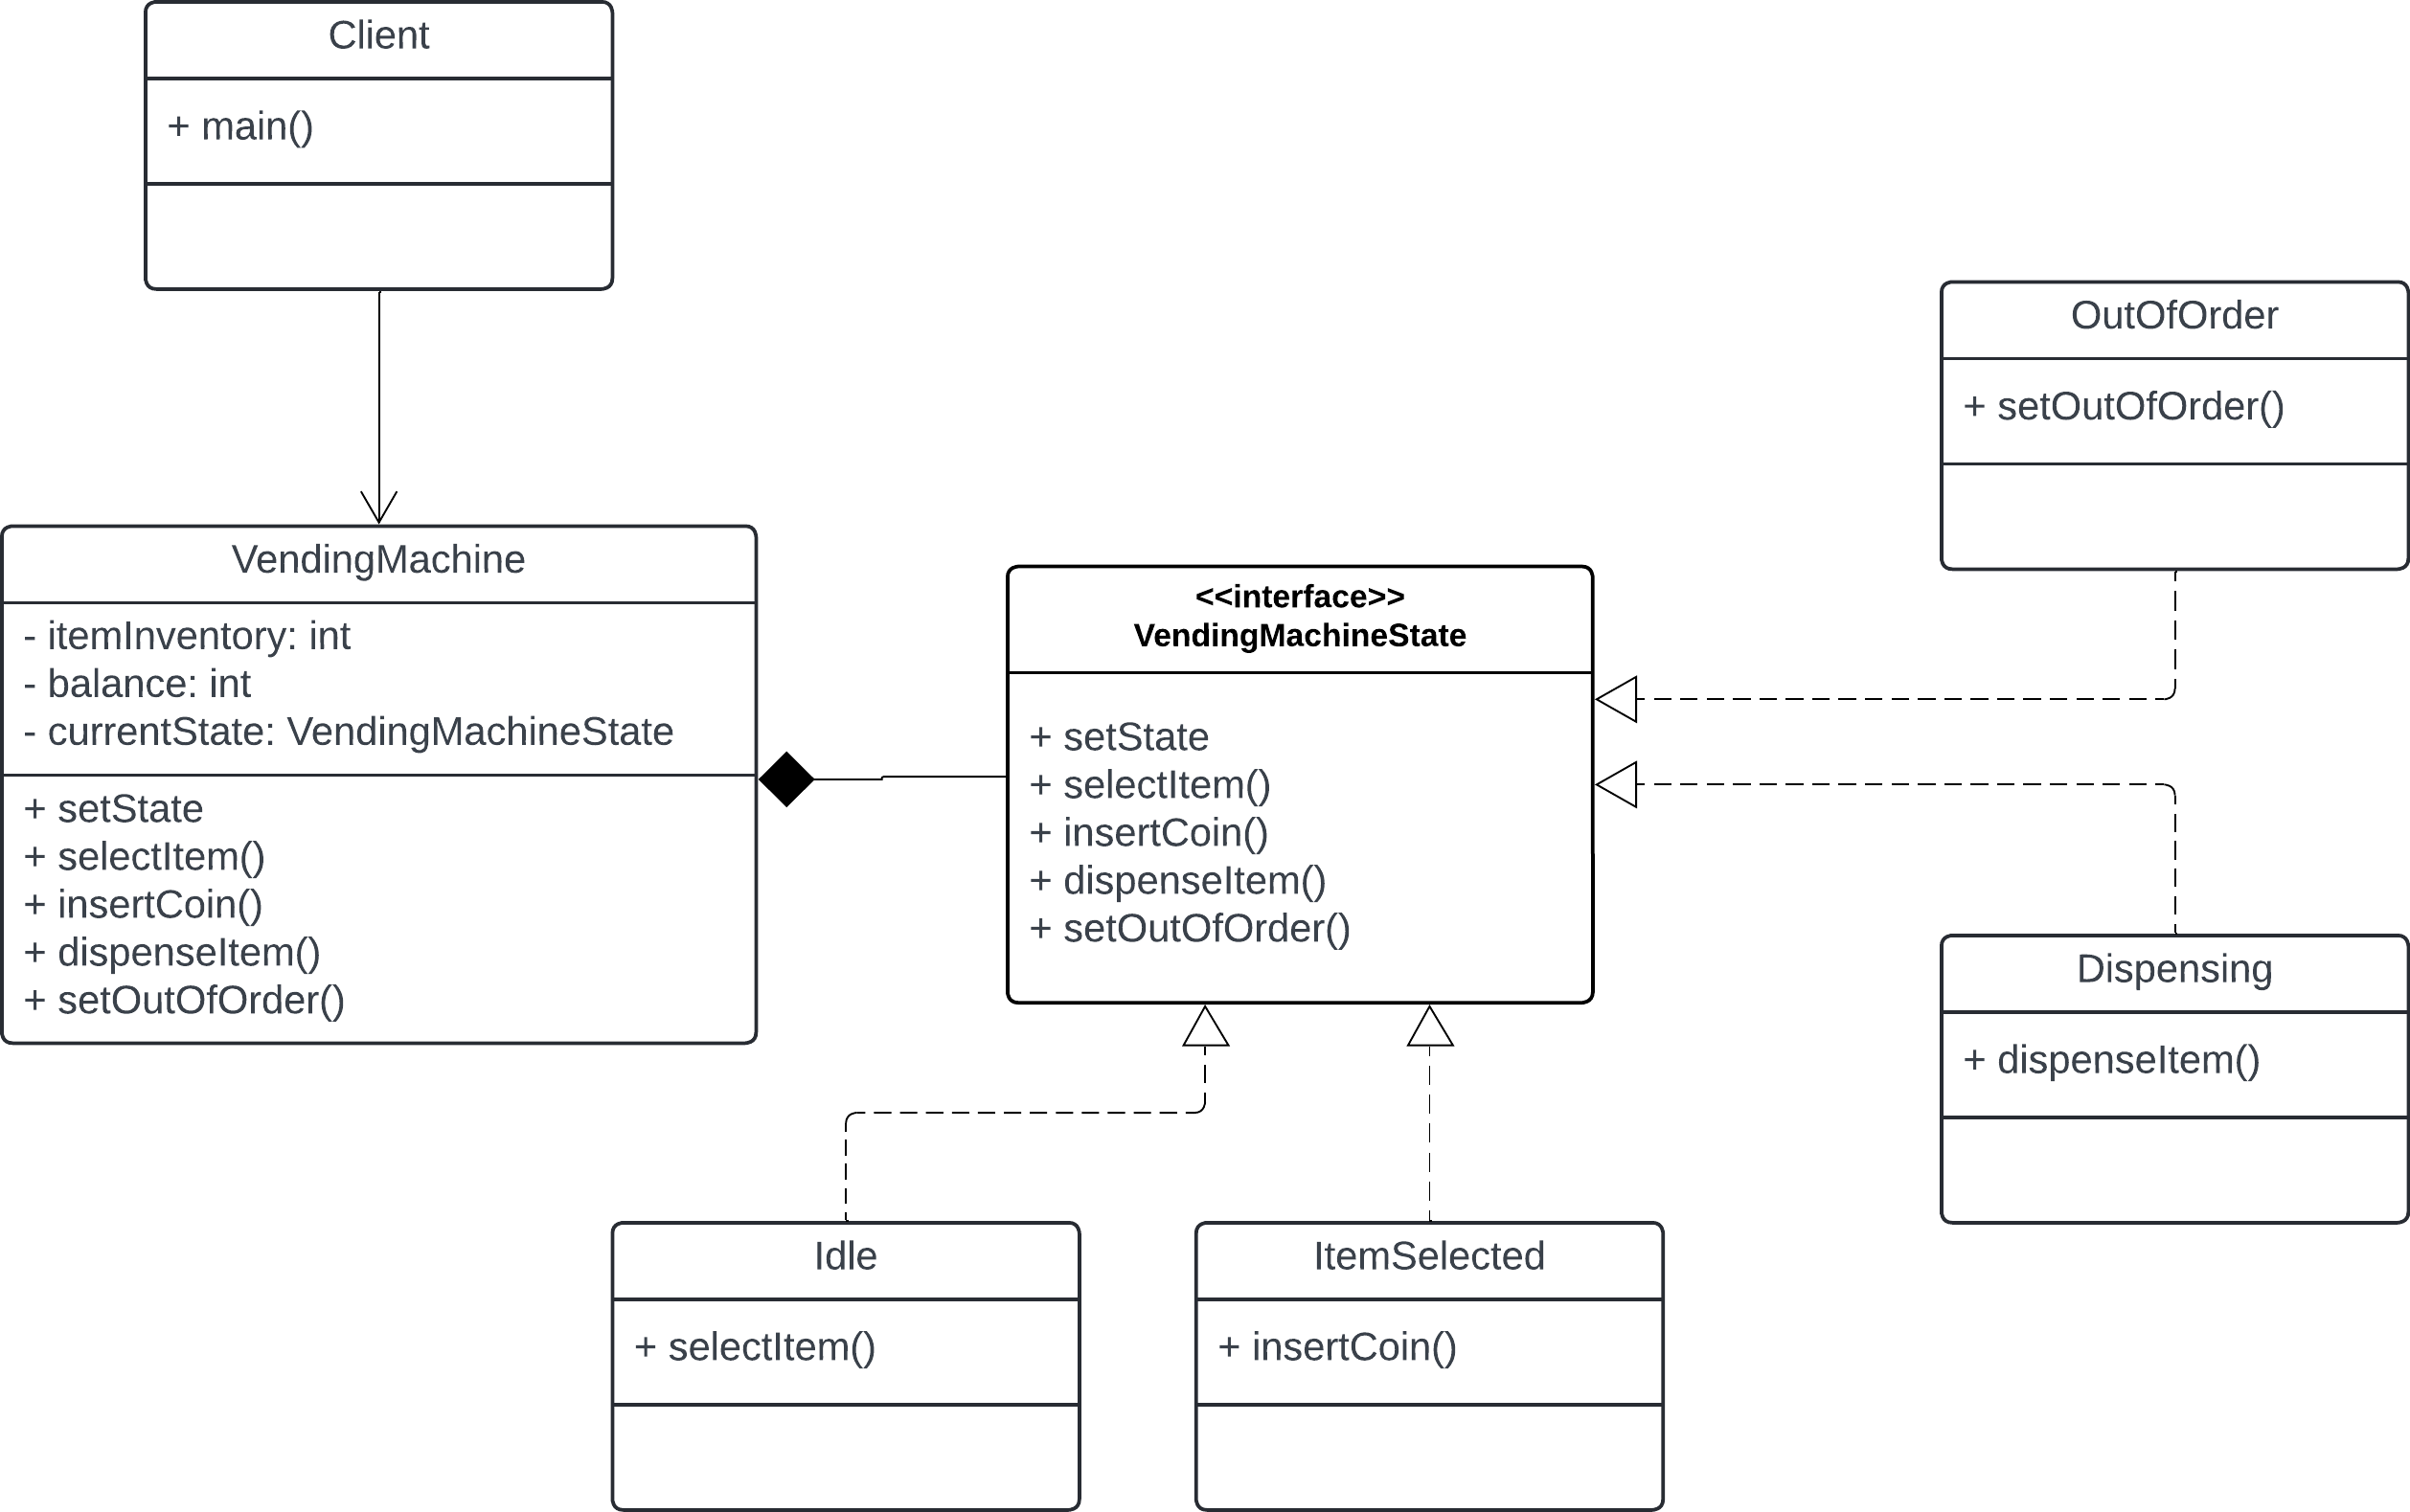 Client
+ main()
OutOfOrder
+ setOutOfOrder()
VendingMachine
- itemInventory: int
- balance: int
- currentState: VendingMachineState
+ setState
+ selectItem()
+ insertCoin()
+ dispenseItem()
+ setOutOfOrder()
<<interface>>
VendingMachineState
+ setState
+ selectItem()
+ insertCoin()
+ dispenseItem()
+ setOutOfOrder()
Dispensing
+ dispenseItem()
Idle
+ selectItem()
ItemSelected
+ insertCoin()